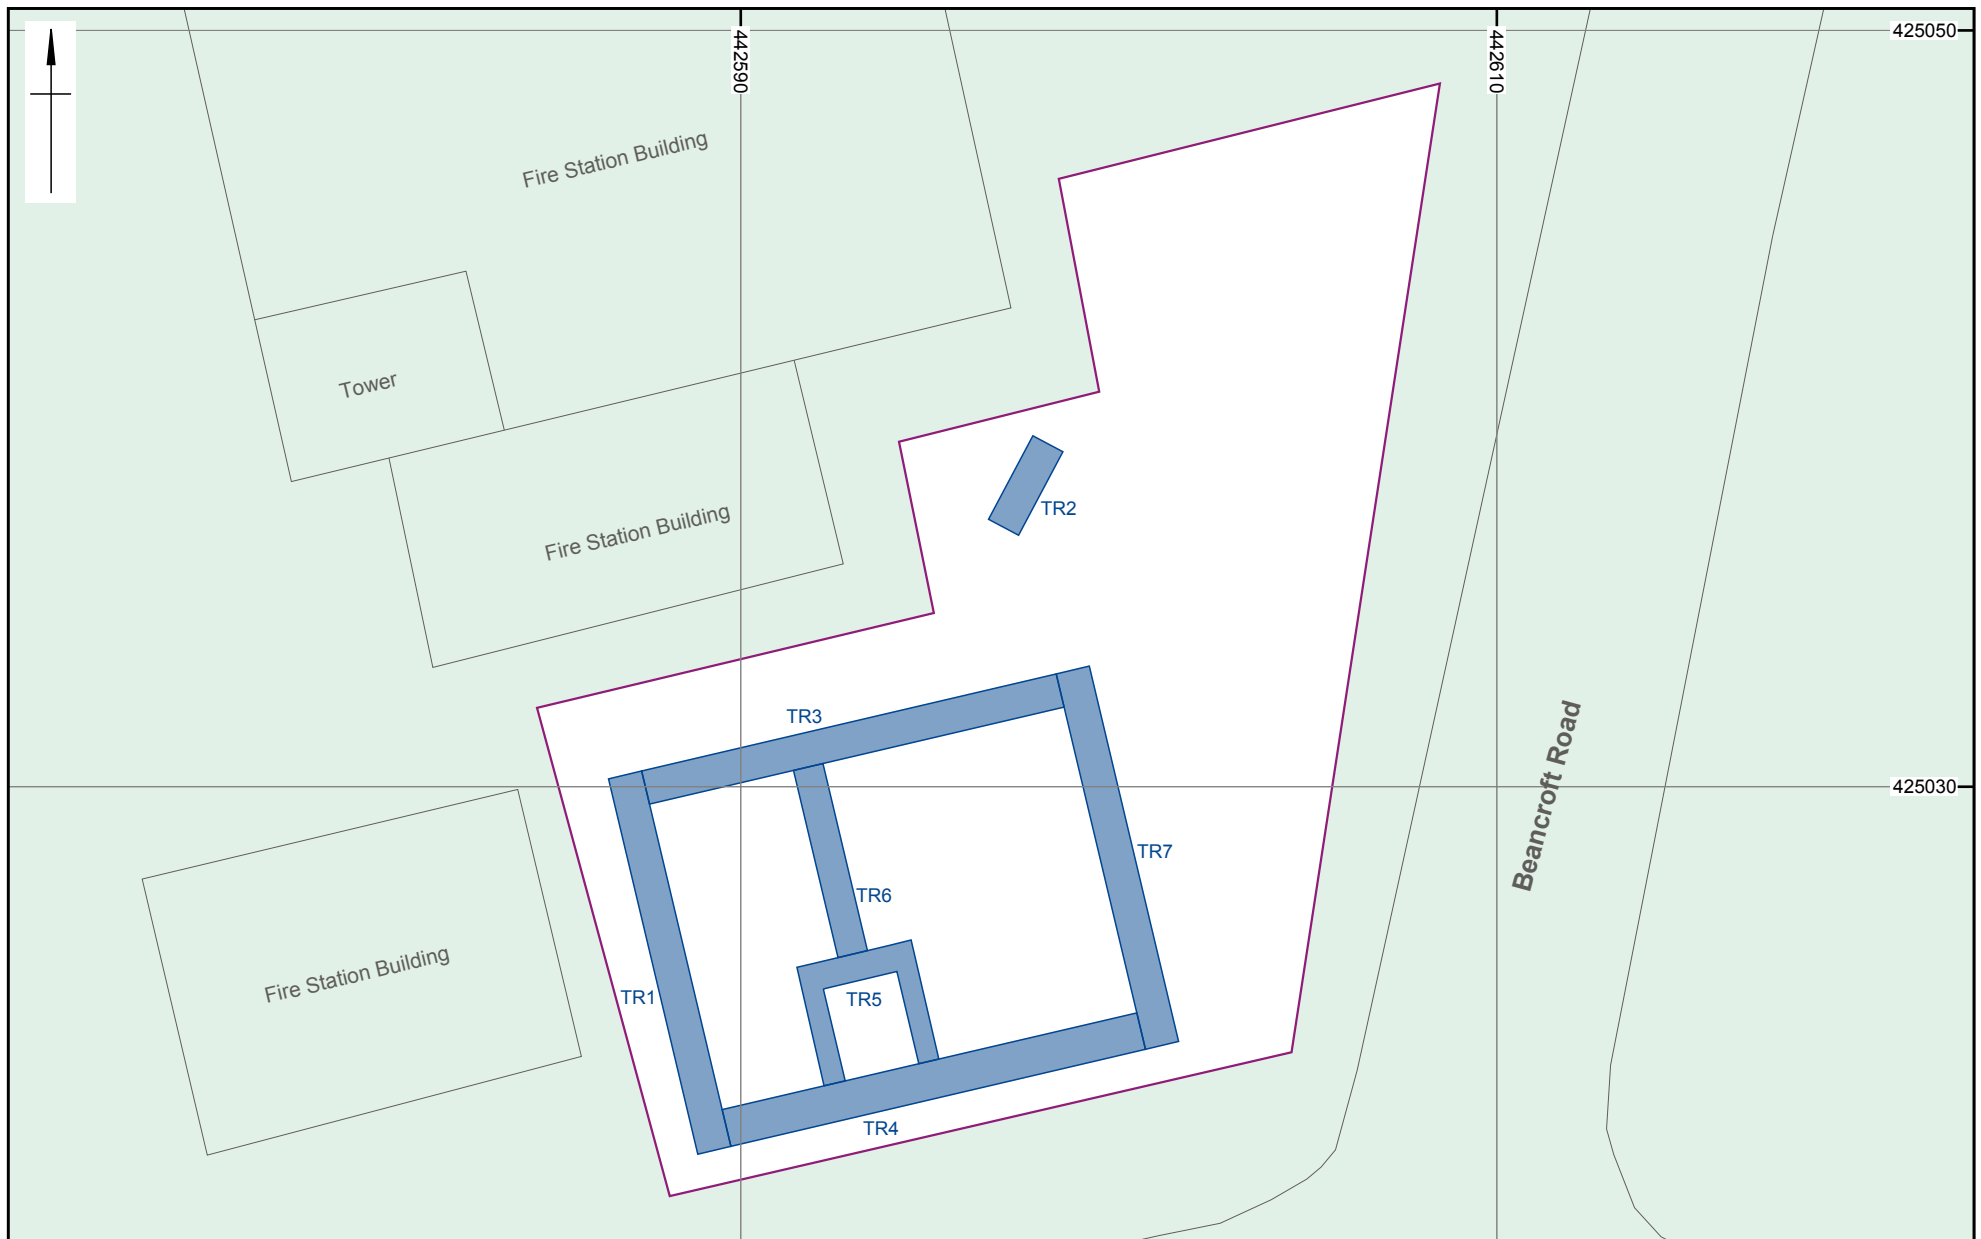 425050
442590
442610
Fire Station Building
Tower
TR2
Fire Station Building
TR3
425030
Beancroft Road
TR7
TR6
Fire Station Building
TR1
TR5
TR4